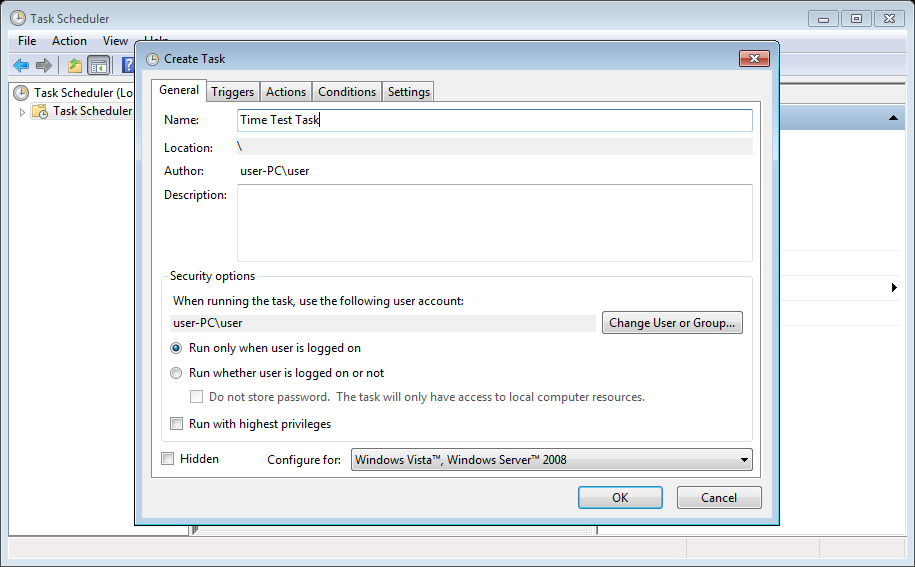 Task Scheduler
File Action View Help
Create Task
Task Scheduler (Lo
Task Scheduler
General Triggers Actions Conditions Settings
Name: Time Test Task
Location: \
Author: user-PC\user
Description:
Security options
When running the task, use the following user account:
user-PC\user Change User or Group...
Run only when user is logged on
Run whether user is logged on or not
Do not store password. The task will only have access to local computer resources.
Run with highest privileges
Hidden Configure for: Windows Vista™, Windows Server™ 2008
OK Cancel